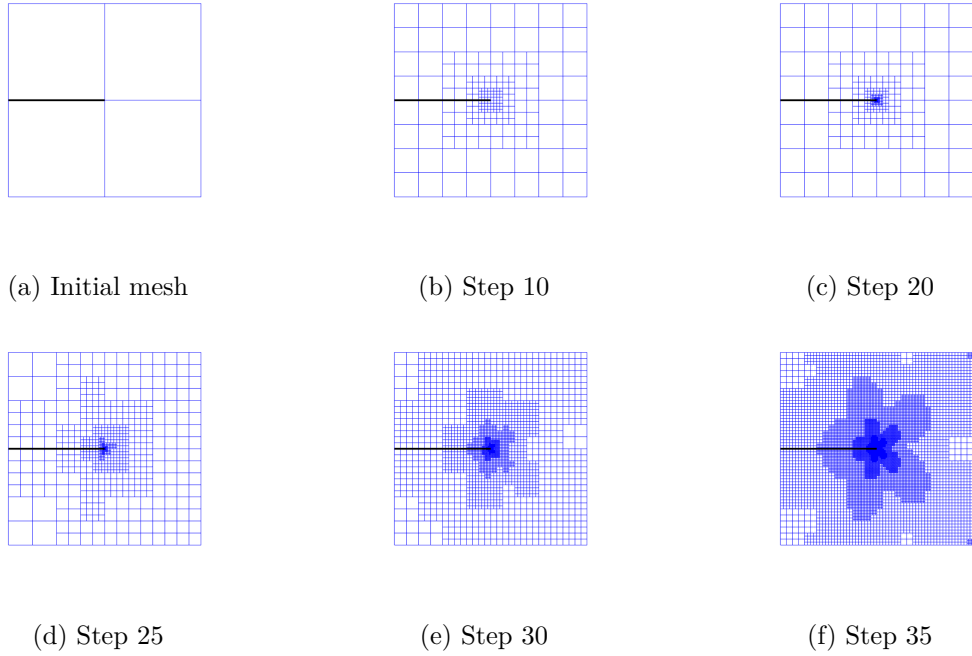 (a) Initial mesh
(b) Step 10
(c) Step 20
(d) Step 25
(e) Step 30
(f) Step 35